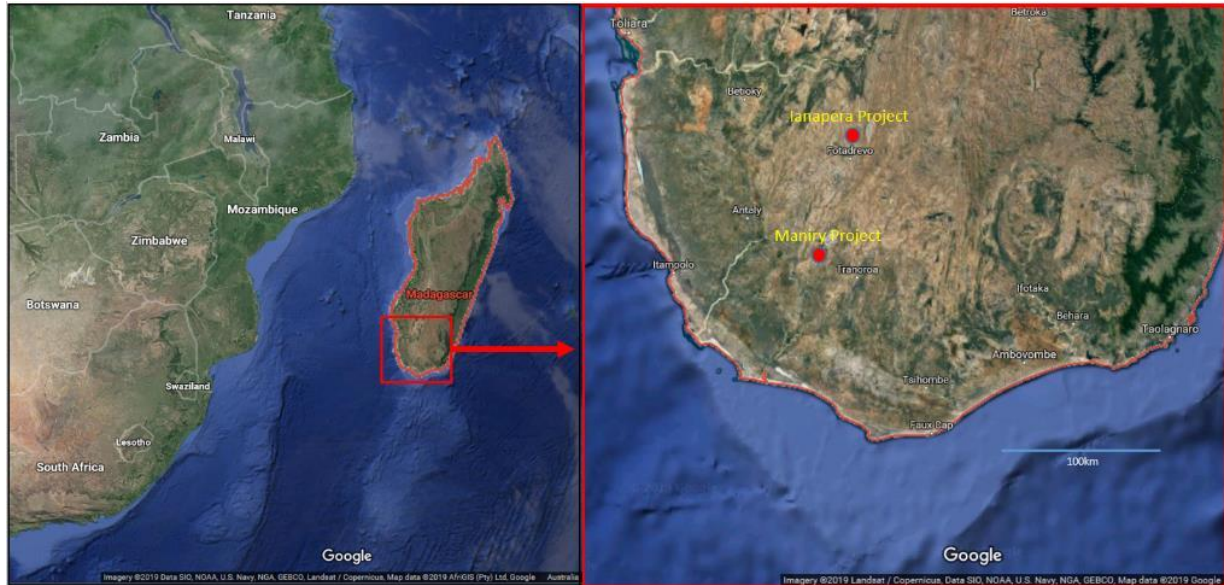 Tanzania
Zambia
Malawi
Mozambique
Zimbabwe
Madagascar
Botswana
Swaziland
Lesotho
South Africa
Google
Imagery ©2019 Data SIO, NOAA, U.S. Navy, NGA, GEBCO, Landsat / Copernicus, Map data ©2019 AfriGIS (Pty) Ltd, Google Australia
Toliara
Betroka
Betioky
Ianapera Project
Fotadrevo
Antaly
Maniry Project
Itampolo
Tranoroa
Ifotaka
Behara
Taolagnaro
Ambovombe
Tsihombe
Faux Cap
100km
Google
Imagery ©2019 Landsat / Copernicus, Data SIO, NOAA, U.S. Navy, NGA, GEBCO, Map data ©2019 Google